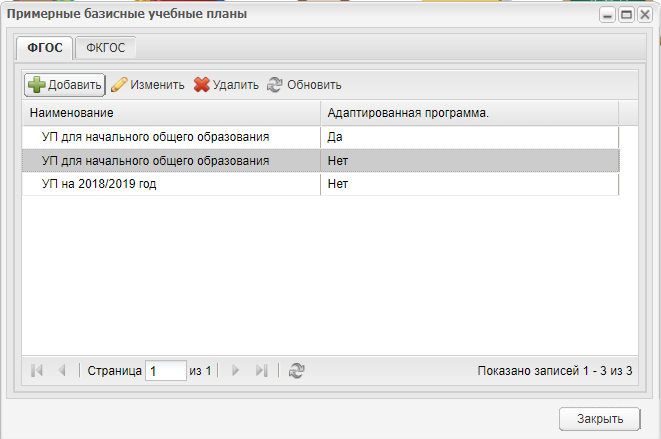 Примерные базисные учебные планы
ФГОС ФКГОС
Добавить Изменить Удалить Обновить
Наименование Адаптированная программа.
УП для начального общего образования Да
УП для начального общего образования Нет
УП на 2018/2019 год Нет
Страница 1 из 1 Показано записей 1 - 3 из 3
Закрыть